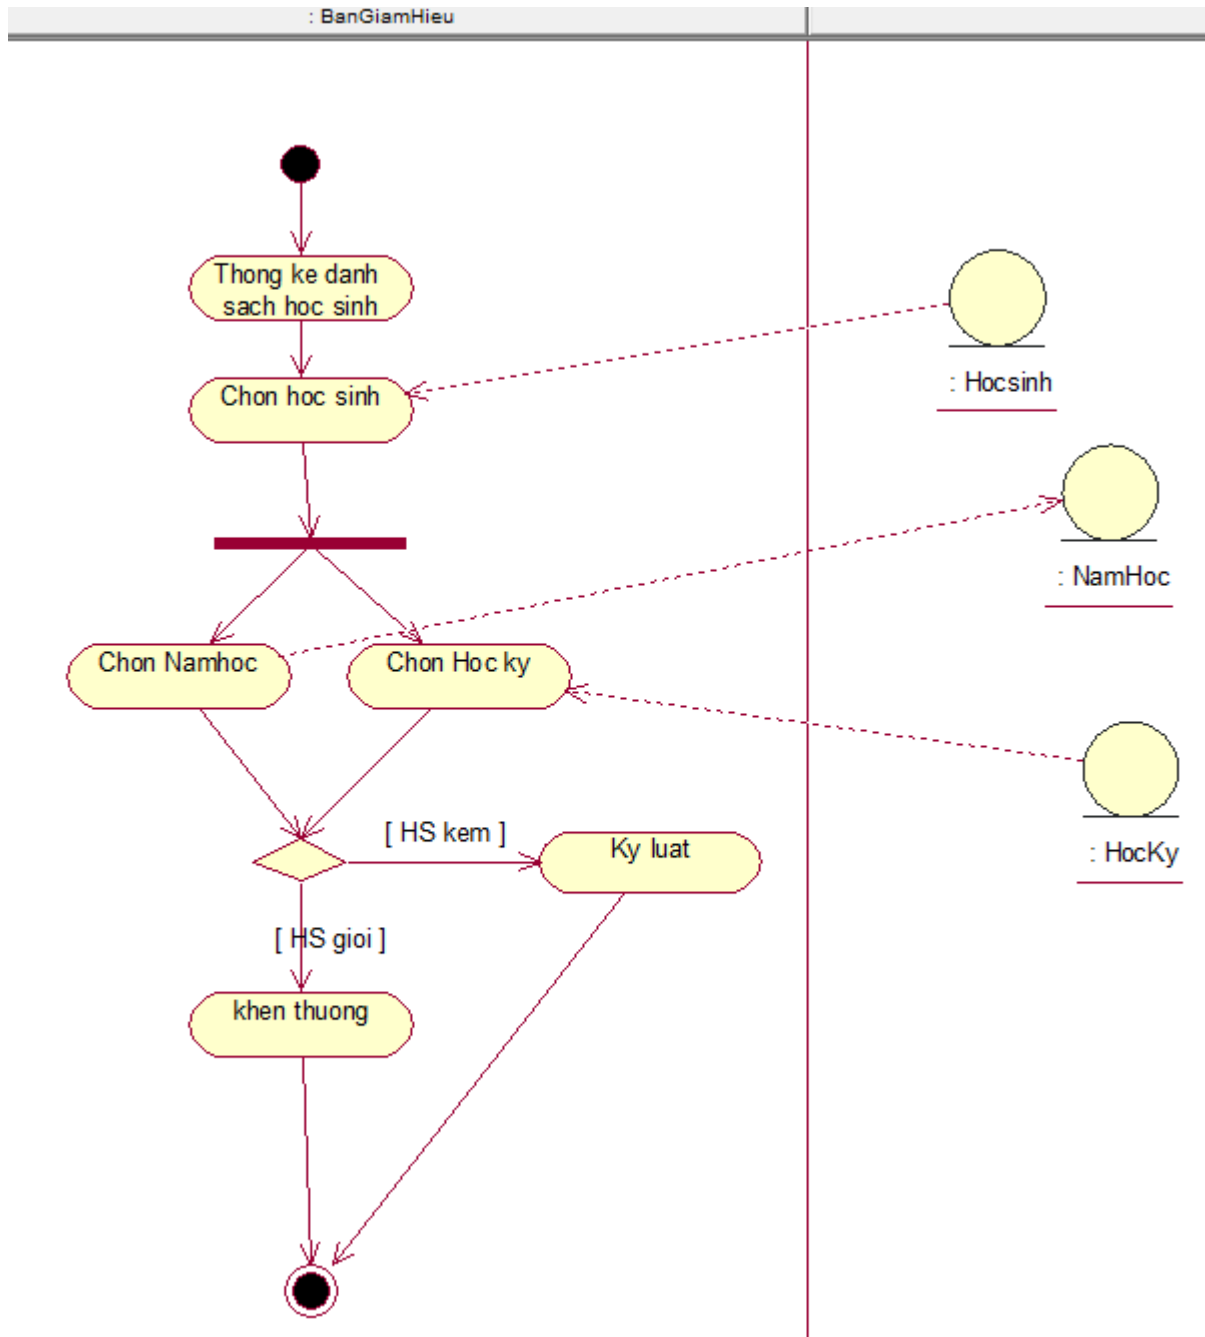 : BanGiamHieu
Thong ke danh
sach hoc sinh
Chon hoc sinh
: Hocsinh
: NamHoc
Chon Namhoc
Chon Hoc ky
[ HS kem ]
Ky luat
: HocKy
[ HS gioi ]
khen thuong